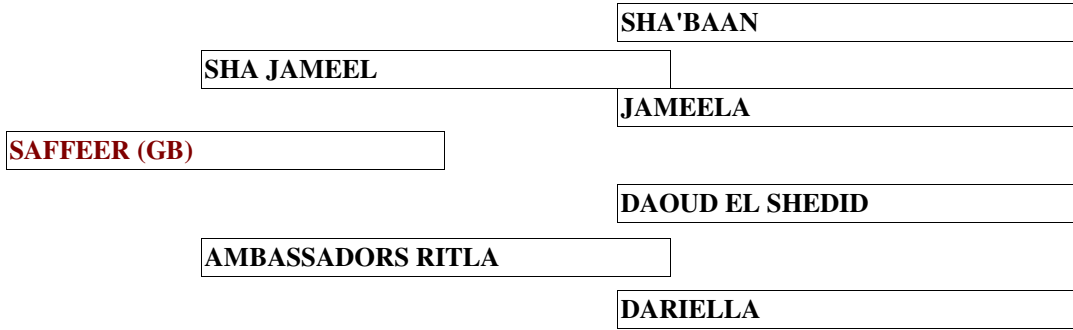 SHA'BAAN
SHA JAMEEL
JAMEELA
SAFFEER (GB)
DAOUD EL SHEDID
AMBASSADORS RITLA
DARIELLA